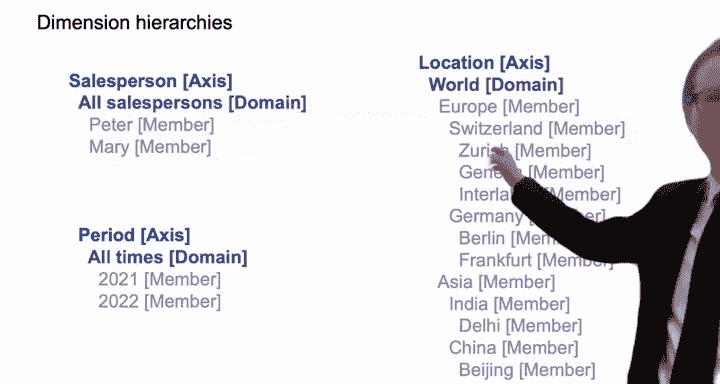 Dimension hierarchies
Salesperson [Axis]
All salespersons [Domain]
Peter [Member]
Mary [Member]
Period [Axis]
All times [Domain]
2021 [Member]
2022 [Member]
Location [Axis]
World [Domain]
Europe [Member]
Switzerland [Member]
Zurich [Member]
[Member]
[Member]
Germany
Berlin
Frankfurt
Asia [Member]
India [Member]
Delhi [Member]
China [Member]
Beijing [Member]